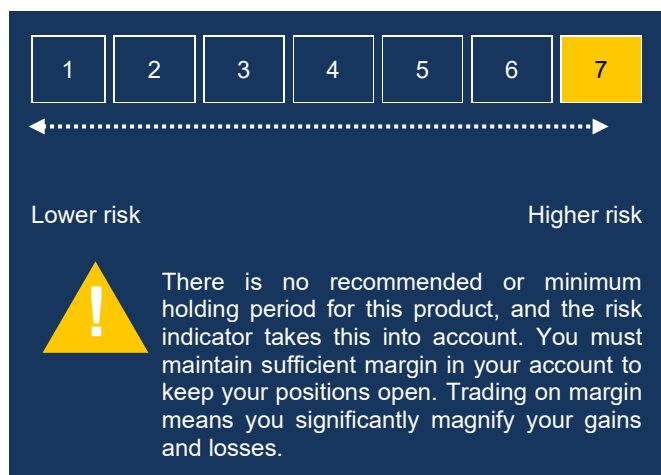 1 2 3 4 5 6 7
Lower risk Higher risk
!
There is no recommended or minimum
holding period for this product, and the risk
indicator takes this into account. You must
maintain sufficient margin in your account to
keep your positions open. Trading on margin
means you significantly magnify your gains
and losses.